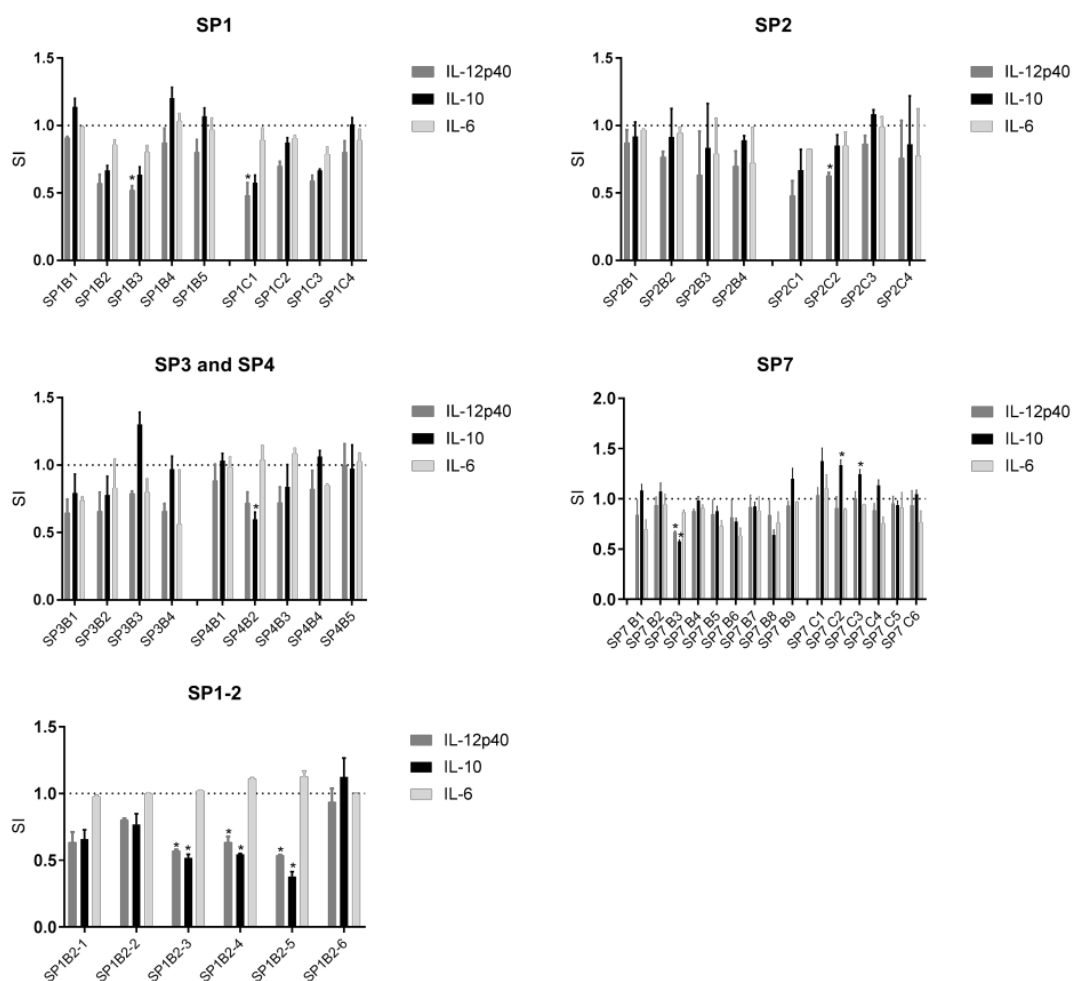 SP1
1.5
1.0
0.5
0.0
SI
SP1B1
SP1B2
SP1B3
SP1B4
SP1B5
SP1C1
SP1C2
SP1C3
SP1C4
*
*
IL-12p40
IL-10
IL-6
SP2
1.5
1.0
0.5
0.0
SI
SP2B1
SP2B2
SP2B3
SP2B4
SP2C1
SP2C2
SP2C3
SP2C4
*
IL-12p40
IL-10
IL-6
SP3 and SP4
1.5
1.0
0.5
0.0
SI
SP3B1
SP3B2
SP3B3
SP3B4
SP4B1
SP4B2
SP4B3
SP4B4
SP4B5
*
IL-12p40
IL-10
IL-6
SP7
2.0
1.5
1.0
0.5
0.0
SI
SP7 B1
SP7 B2
SP7 B3
SP7 B4
SP7 B5
SP7 B6
SP7 B7
SP7 B8
SP7 B9
SP7 C1
SP7 C2
SP7 C3
SP7 C4
SP7 C5
SP7 C6
*
*
*
*
IL-12p40
IL-10
IL-6
SP1-2
1.5
1.0
0.5
0.0
SI
SP1B2-1
SP1B2-2
SP1B2-3
SP1B2-4
SP1B2-5
SP1B2-6
*
*
*
*
*
*
IL-12p40
IL-10
IL-6